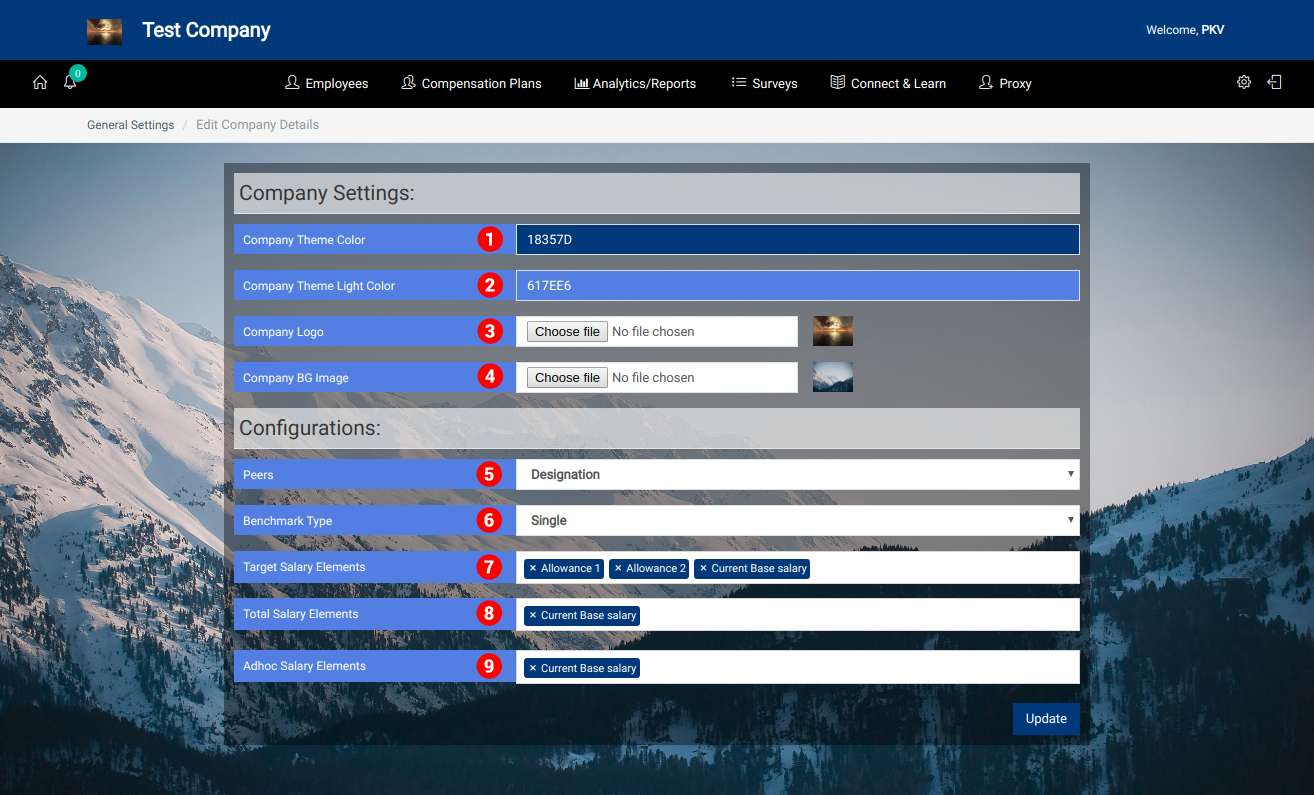 Test Company
Welcome, PKV
0
Employees
Compensation Plans
Analytics/Reports
Surveys
Connect & Learn
Proxy
General Settings / Edit Company Details
Company Settings:
Company Theme Color 1 18357D
Company Theme Light Color 2 617EE6
Company Logo 3 Choose file No file chosen
Company BG Image 4 Choose file No file chosen
Configurations:
Peers 5 Designation
Benchmark Type 6 Single
Target Salary Elements 7 × Allowance 1 × Allowance 2 × Current Base salary
Total Salary Elements 8 × Current Base salary
Adhoc Salary Elements 9 × Current Base salary
Update